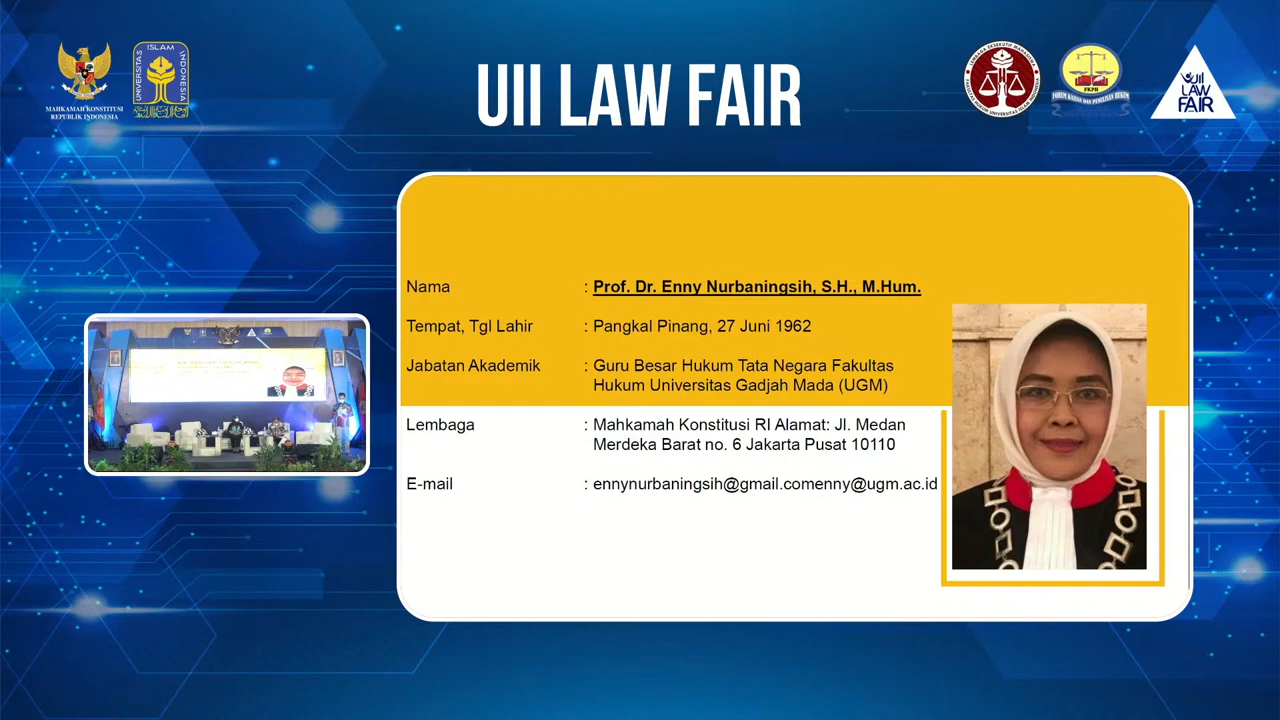 MAHKAMAH KONSTITUSI
REPUBLIK INDONESIA
UNIVERSITAS
ISLAM
INDONESIA
UII LAW FAIR
FKPH
UII
LAW
FAIR
Nama : Prof. Dr. Enny Nurbaningsih, S.H., M.Hum.
Tempat, Tgl Lahir : Pangkal Pinang, 27 Juni 1962
Jabatan Akademik : Guru Besar Hukum Tata Negara Fakultas
Hukum Universitas Gadjah Mada (UGM)
Lembaga : Mahkamah Konstitusi RI Alamat: Jl. Medan
Merdeka Barat no. 6 Jakarta Pusat 10110
E-mail : ennynurbaningsih@gmail.comenny@ugm.ac.id